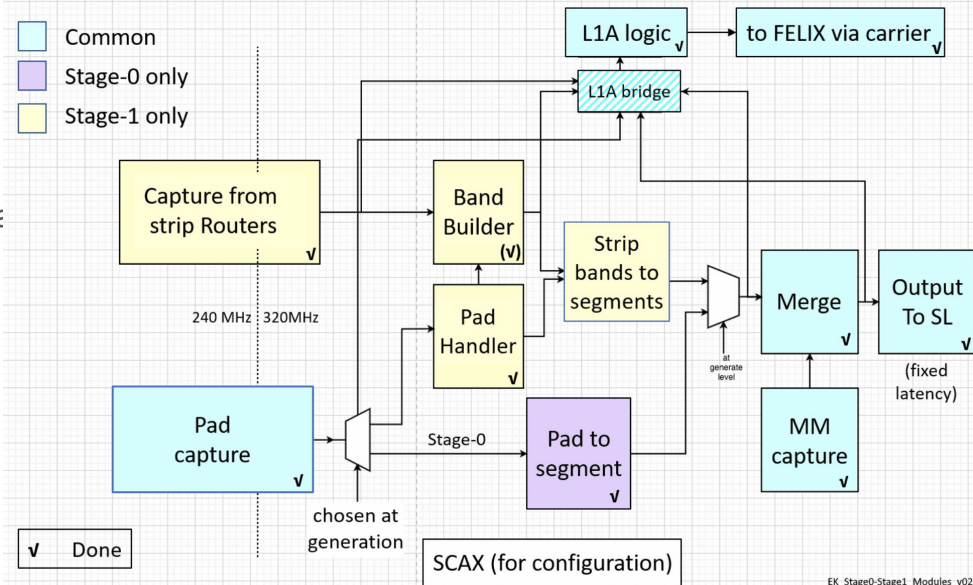 Common
Stage-0 only
Stage-1 only
L1A logic
√
to FELIX via carrier
√
L1A bridge
Capture from
strip Routers
√
Band
Builder
(√)
Strip
bands to
segments
240 MHz
320MHz
Pad
Handler
√
Merge
√
Output
To SL
√
(fixed
latency)
at
generate
level
Pad
capture
√
Stage-0
Pad to
segment
√
MM
capture
√
chosen at
generation
√ Done
SCAX (for configuration)
EK_Stage0-Stage1_Modules_v02